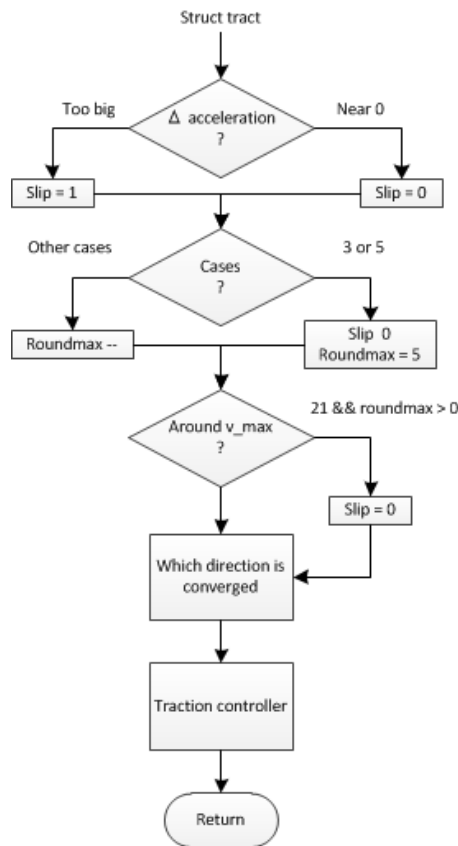 Struct tract
Too big
Δ acceleration
?
Near 0
Slip = 1
Slip = 0
Other cases
Cases
?
3 or 5
Roundmax --
Slip 0
Roundmax = 5
Around v_max
?
21 && roundmax > 0
Slip = 0
Which direction is
converged
Traction controller
Return